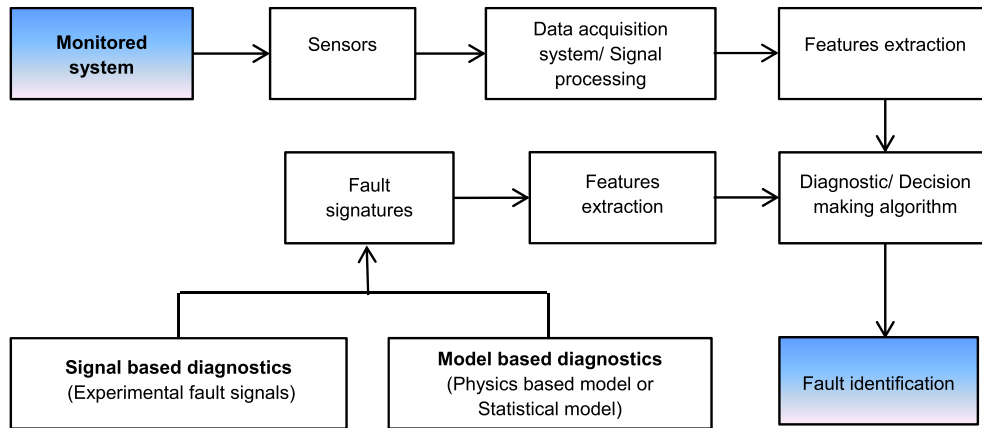 Monitored
system
Sensors
Data acquisition
system/ Signal
processing
Features extraction
Fault
signatures
Features
extraction
Diagnostic/ Decision
making algorithm
Signal based diagnostics
(Experimental fault signals)
Model based diagnostics
(Physics based model or
Statistical model)
Fault identification